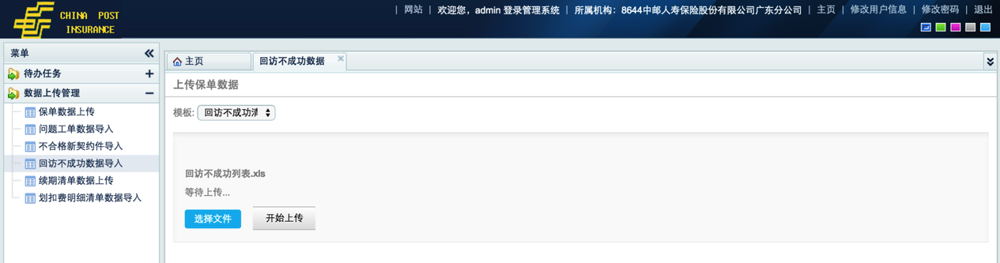 CHINA POST
INSURANCE
| 网站 | 欢迎您，admin 登录管理系统 | 所属机构：8644中邮人寿保险股份有限公司广东分公司 | 主页 | 修改用户信息 | 修改密码 | 退出
菜单
待办任务
数据上传管理
保单数据上传
问题工单数据导入
不合格新契约件导入
回访不成功数据导入
续期清单数据上传
划扣费明细清单数据导入
主页
回访不成功数据
上传保单数据
模板: 回访不成功清
回访不成功列表.xls
等待上传...
选择文件
开始上传